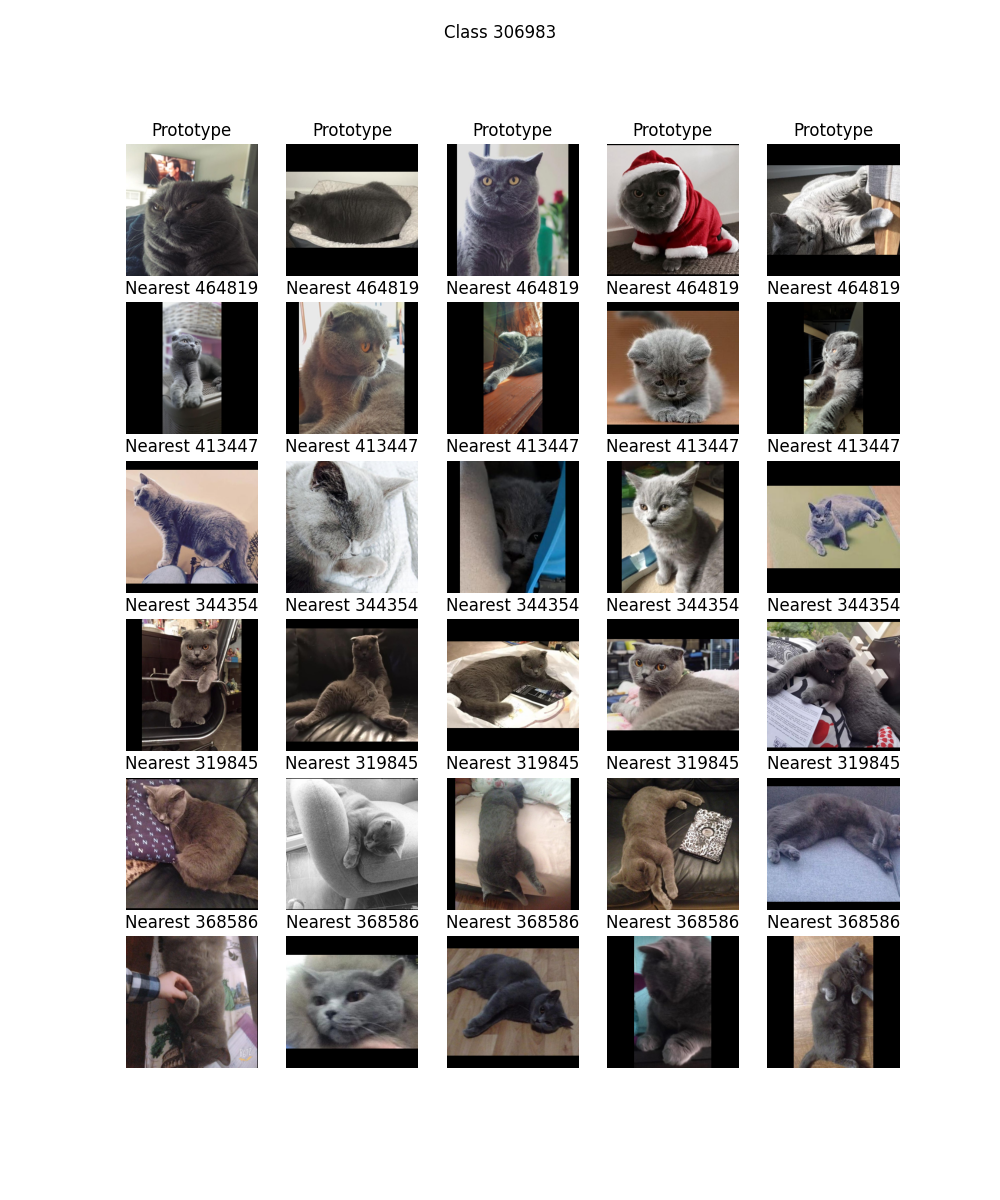 Class 306983
Prototype Prototype Prototype Prototype Prototype
Nearest 464819 Nearest 464819 Nearest 464819 Nearest 464819 Nearest 464819
Nearest 413447 Nearest 413447 Nearest 413447 Nearest 413447 Nearest 413447
Nearest 344354 Nearest 344354 Nearest 344354 Nearest 344354 Nearest 344354
Nearest 319845 Nearest 319845 Nearest 319845 Nearest 319845 Nearest 319845
Nearest 368586 Nearest 368586 Nearest 368586 Nearest 368586 Nearest 368586